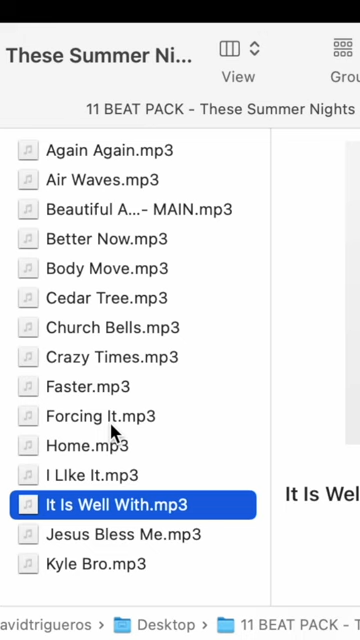 These Summer Ni...
View
Grou
11 BEAT PACK - These Summer Nights
Again Again.mp3
Air Waves.mp3
Beautiful A...- MAIN.mp3
Better Now.mp3
Body Move.mp3
Cedar Tree.mp3
Church Bells.mp3
Crazy Times.mp3
Faster.mp3
Forcing It.mp3
Home.mp3
I LIke It.mp3
It Is Well With.mp3
It Is Wel
Jesus Bless Me.mp3
Kyle Bro.mp3
avidtrigueros > Desktop > 11 BEAT PACK - T